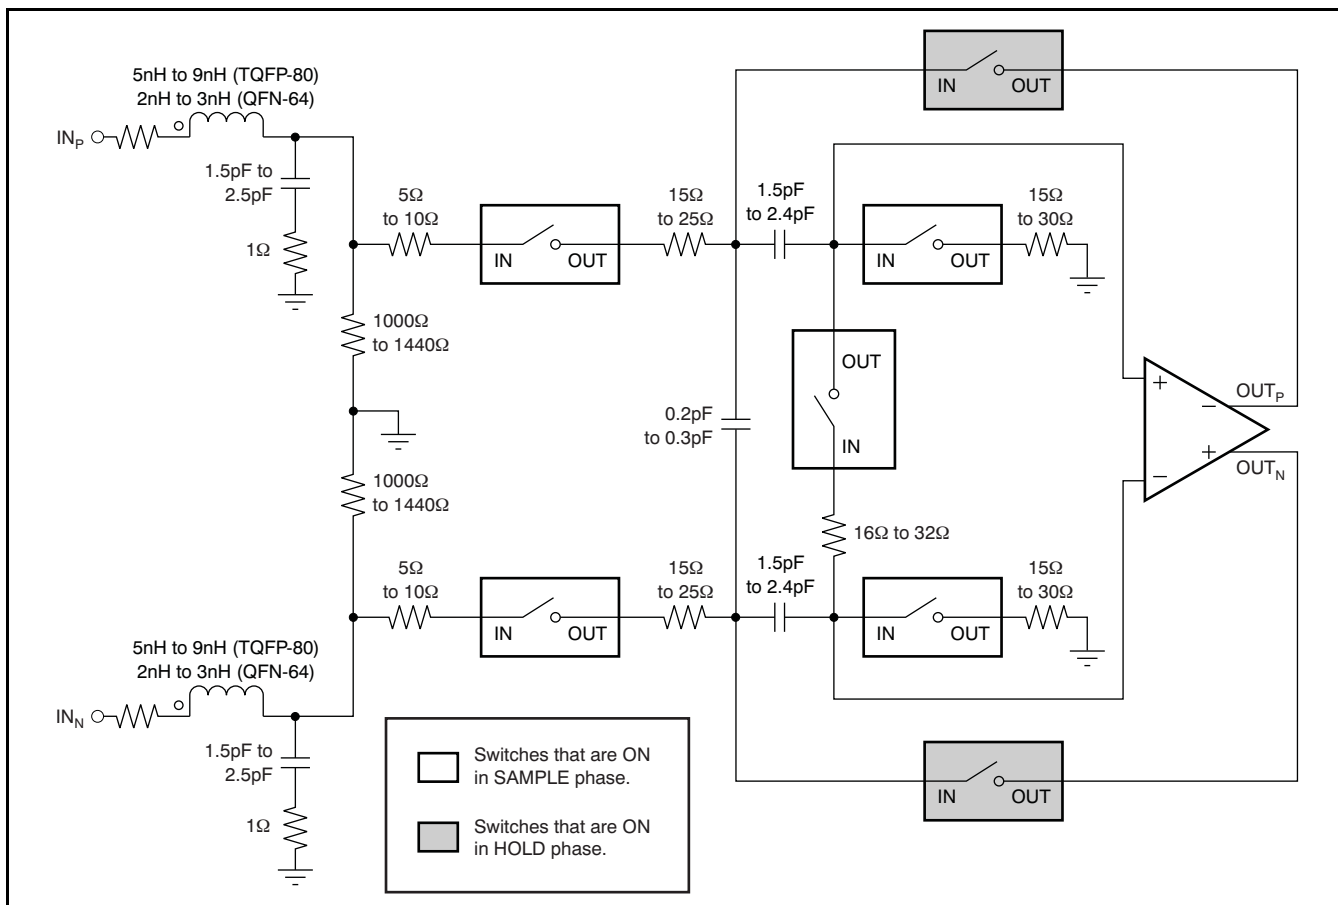 5nH to 9nH (TQFP-80)
2nH to 3nH (QFN-64)
INP
1.5pF to
2.5pF
1Ω
5Ω
to 10Ω
IN OUT
15Ω
to 25Ω
1.5pF
to 2.4pF
IN OUT
15Ω
to 30Ω
IN OUT
1000Ω
to 1440Ω
OUT
IN
0.2pF
to 0.3pF
16Ω to 32Ω
+
−
−
+
OUTP
OUTN
1000Ω
to 1440Ω
5Ω
to 10Ω
IN OUT
15Ω
to 25Ω
1.5pF
to 2.4pF
IN OUT
15Ω
to 30Ω
5nH to 9nH (TQFP-80)
2nH to 3nH (QFN-64)
INN
1.5pF to
2.5pF
1Ω
IN OUT
Switches that are ON
in SAMPLE phase.
Switches that are ON
in HOLD phase.